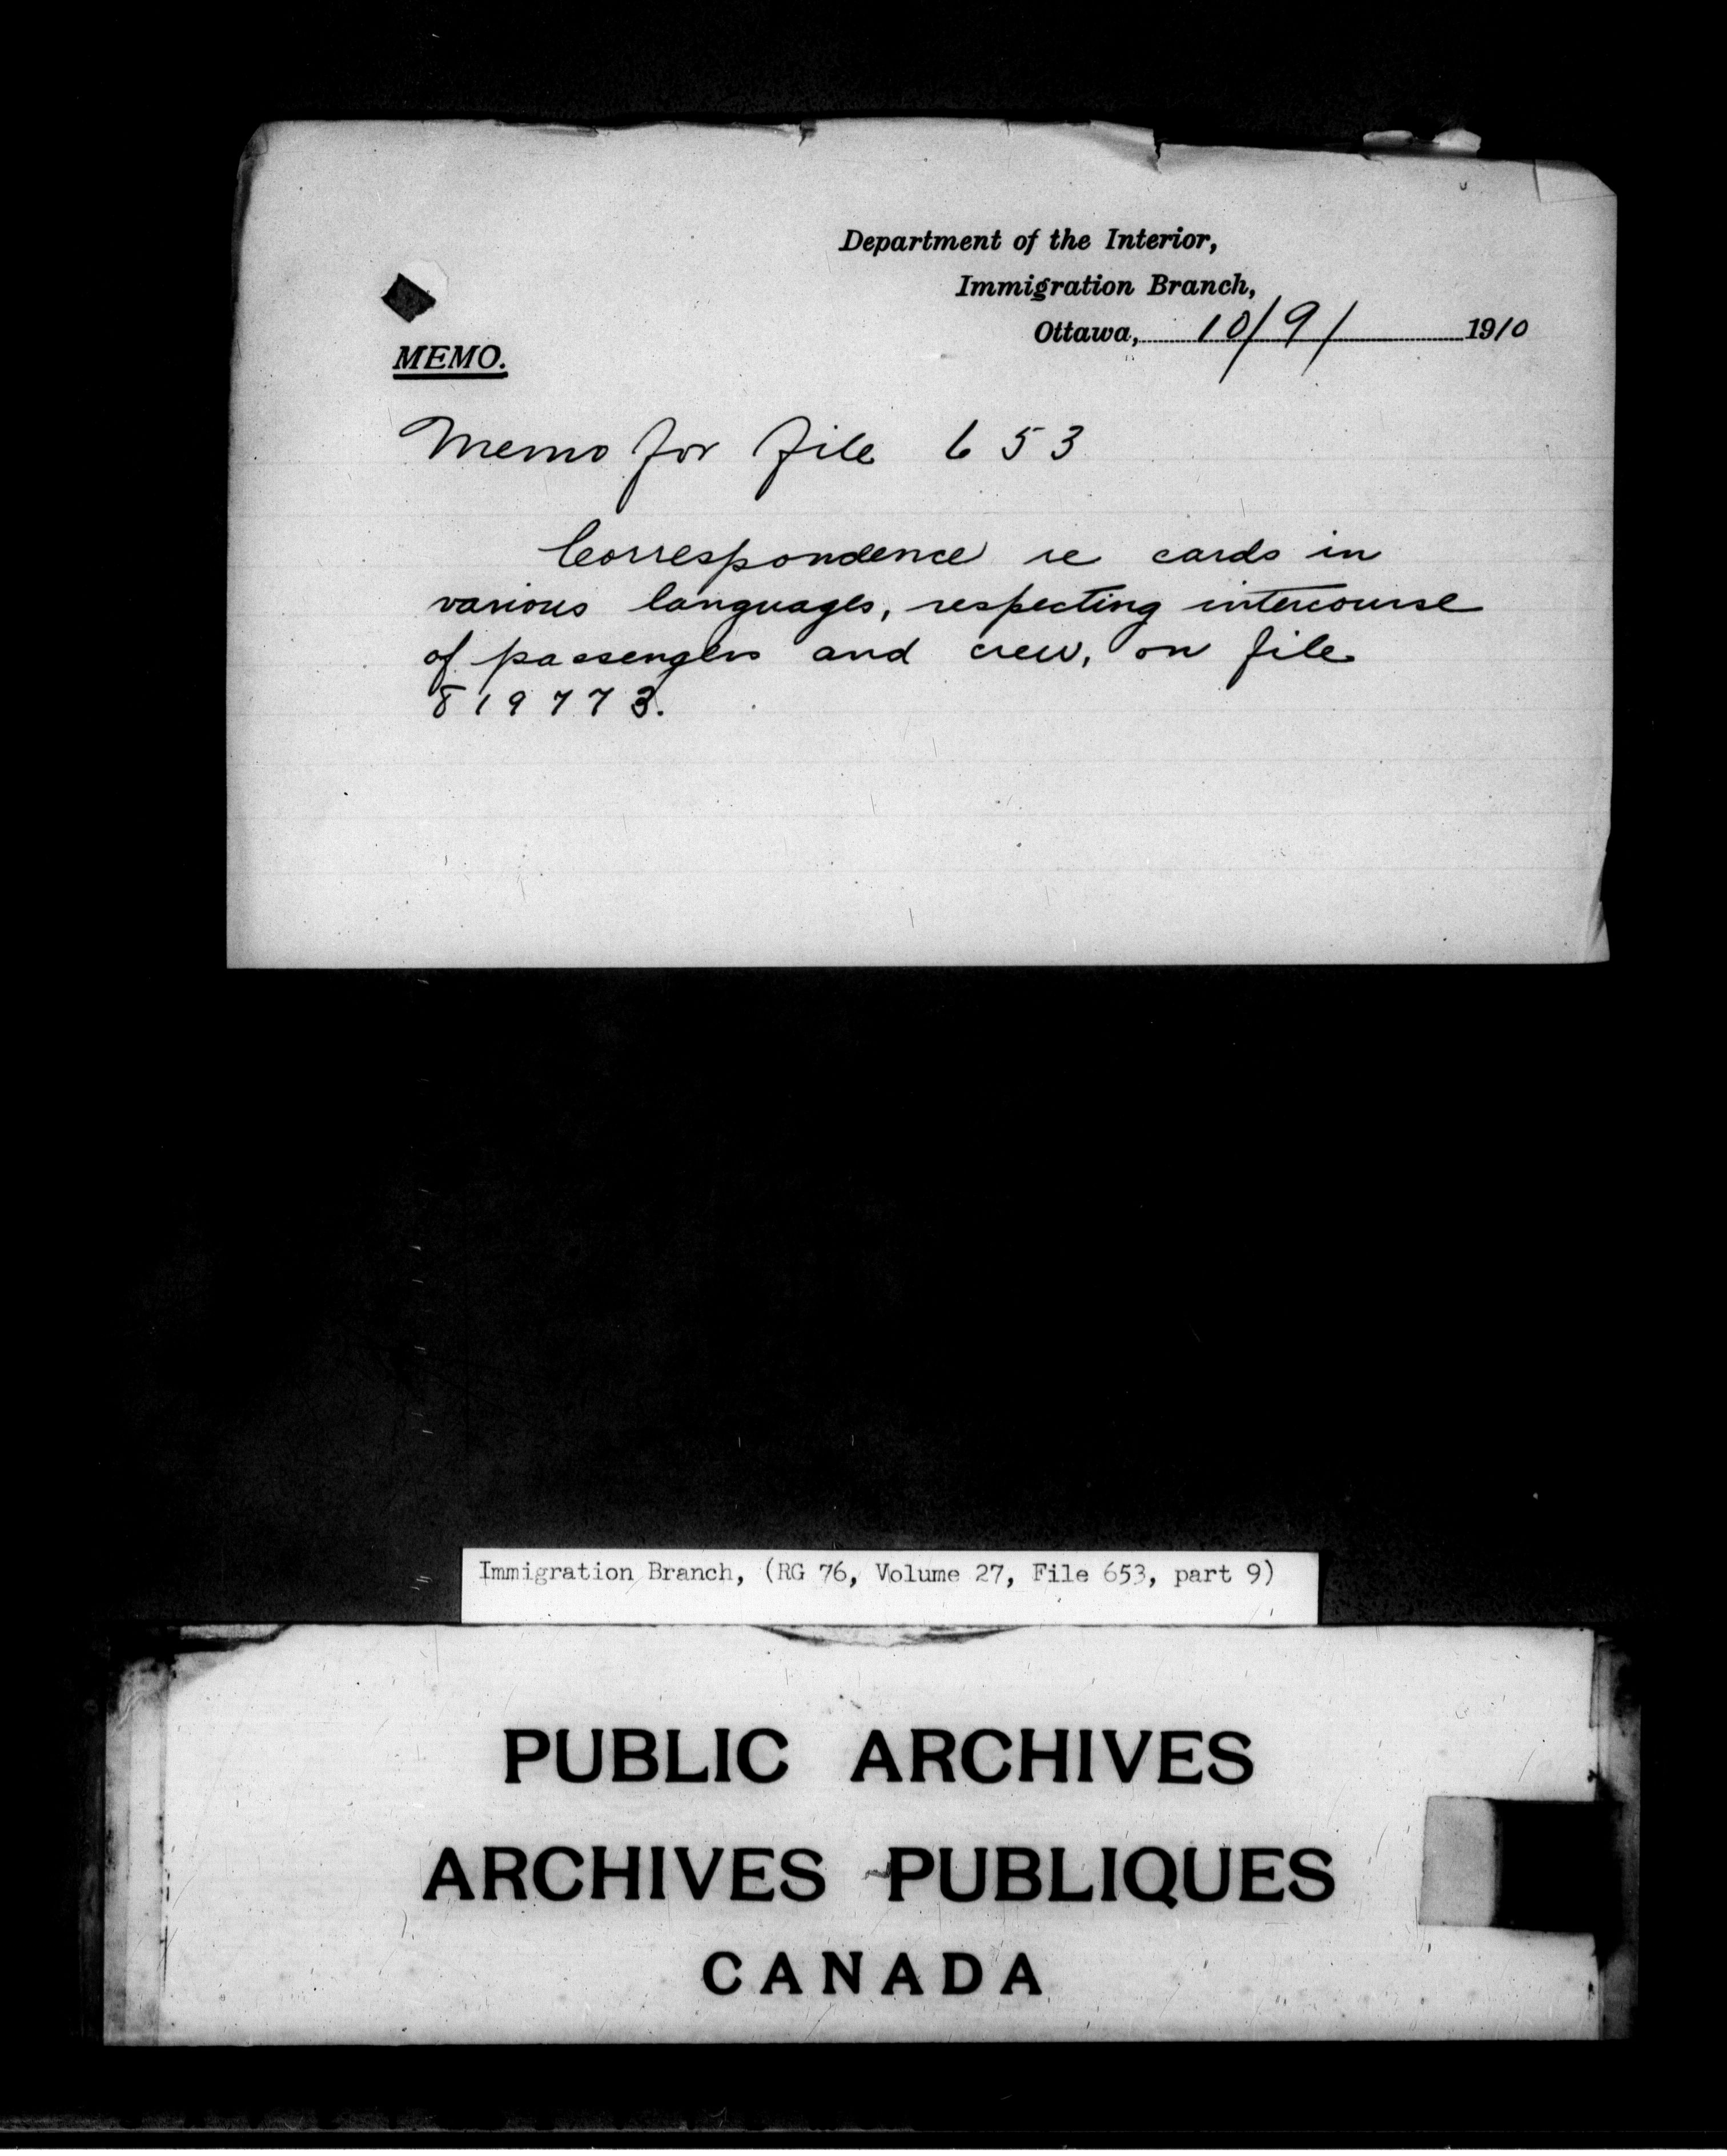 Department of the Interior,
Immigration Branch,
Ottawa, 10/9/ 1910
MEMO.
Memo for file 653
Correspondence re cards in
various languages, respecting intercourse
of passengers and crew, on file
819773.
Immigration Branch, (RG 76, Volume 27, File 653, part 9)
PUBLIC ARCHIVES
ARCHIVES PUBLIQUES
CANADA